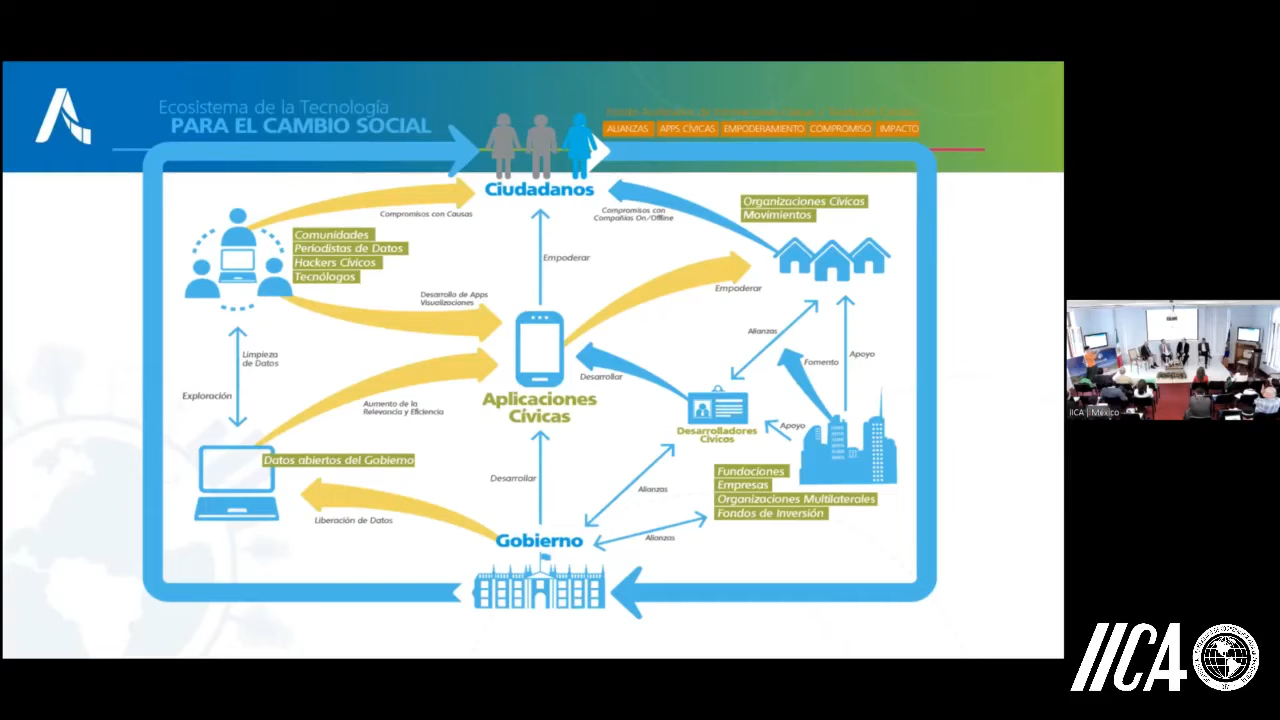 Ecosistema de la Tecnología
PARA EL CAMBIO SOCIAL
ALIANZAS APPS CÍVICAS EMPODERAMIENTO COMPROMISO IMPACTO
Ciudadanos
Compromisos con Causas
Compromisos con
Compañías On/Offline
Organizaciones Cívicas
Movimientos
Comunidades
Periodistas de Datos
Hackers Cívicos
Tecnólogos
Empoderar
Empoderar
Desarrollo de Apps
Visualizaciones
Alianzas
Fomento
Apoyo
Limpieza
de Datos
Exploración
Desarrollar
Aumento de la
Relevancia y Eficiencia
Aplicaciones
Cívicas
Desarrolladores
Cívicos
Apoyo
Datos abiertos del Gobierno
Desarrollar
Alianzas
Fundaciones
Empresas
Organizaciones Multilaterales
Fondos de Inversión
Liberación de Datos
Alianzas
Gobierno
IICA | México
IICA